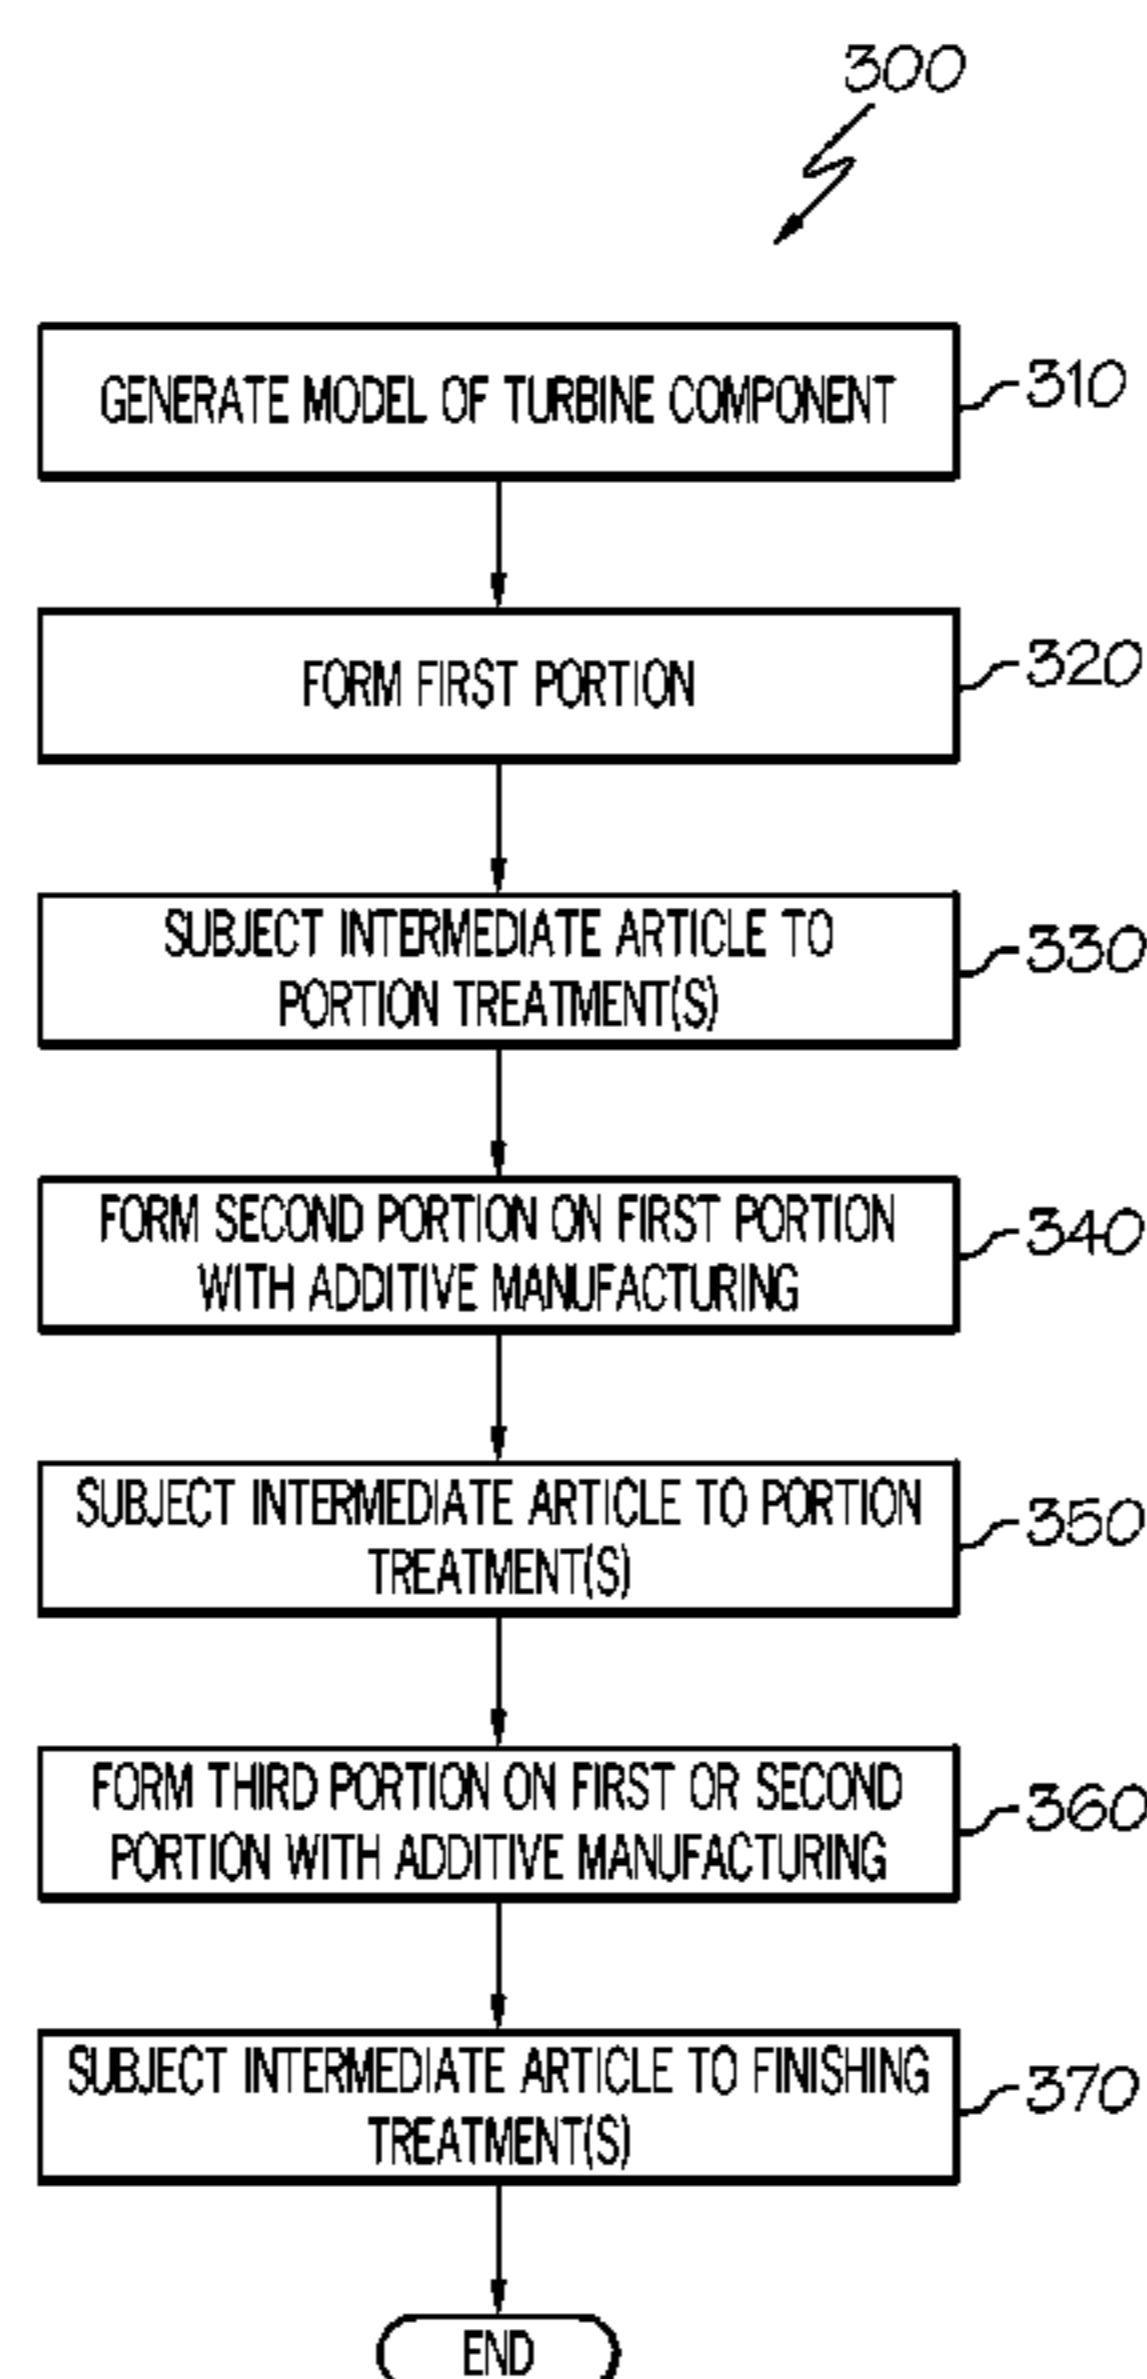 300
GENERATE MODEL OF TURBINE COMPONENT
310
FORM FIRST PORTION
320
SUBJECT INTERMEDIATE ARTICLE TO
PORTION TREATMENT(S)
330
FORM SECOND PORTION ON FIRST PORTION
WITH ADDITIVE MANUFACTURING
340
SUBJECT INTERMEDIATE ARTICLE TO PORTION
TREATMENT(S)
350
FORM THIRD PORTION ON FIRST OR SECOND
PORTION WITH ADDITIVE MANUFACTURING
360
SUBJECT INTERMEDIATE ARTICLE TO FINISHING
TREATMENT(S)
370
END